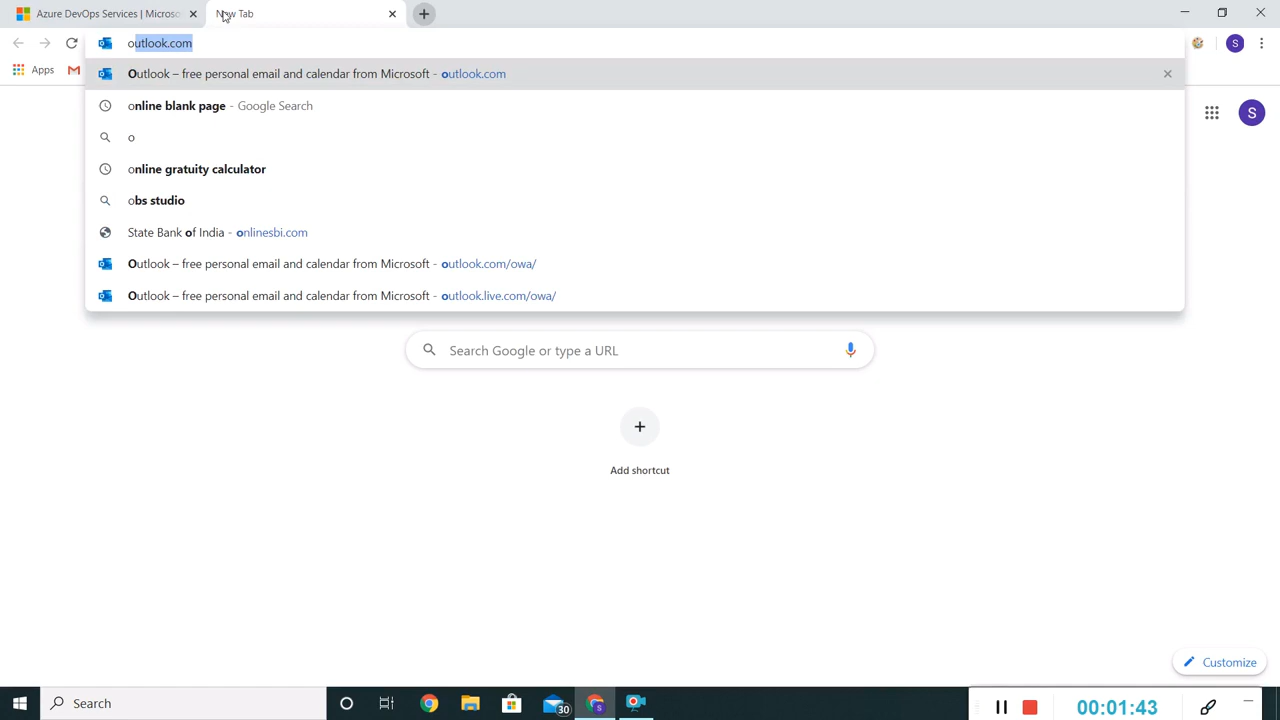 Azure DevOps Services | Microso
New Tab
outlook.com
S
Apps
Outlook – free personal email and calendar from Microsoft - outlook.com
online blank page - Google Search
S
o
online gratuity calculator
obs studio
State Bank of India - onlinesbi.com
Outlook – free personal email and calendar from Microsoft - outlook.com/owa/
Outlook – free personal email and calendar from Microsoft - outlook.live.com/owa/
Search Google or type a URL
Add shortcut
Customize
Search
30
S
00:01:43